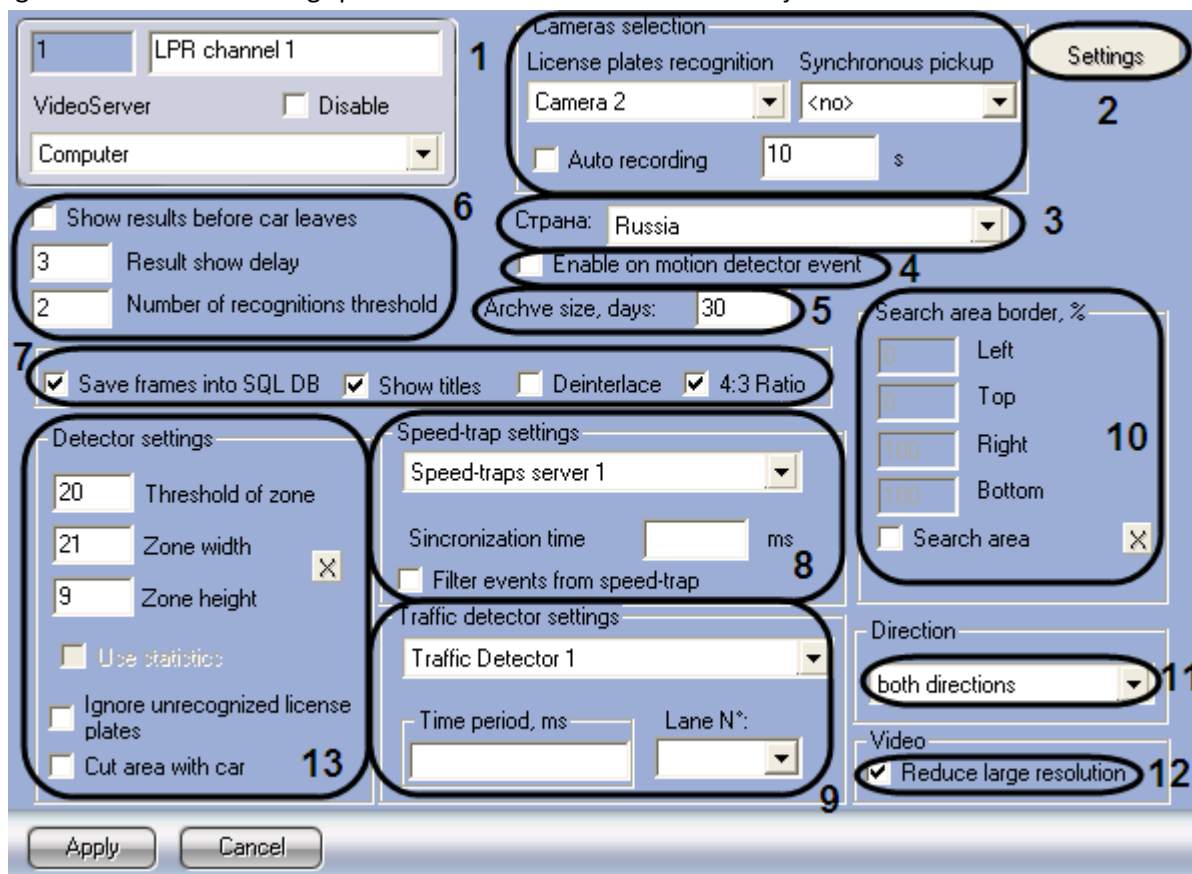 1 LPR channel 1
VideoServer Disable
Computer
1
Cameras selection
License plates recognition Synchronous pickup
Camera 2 <no>
Auto recording 10 s
Settings
2
6
Show results before car leaves
3 Result show delay
2 Number of recognitions threshold
Страна: Russia
3
Enable on motion detector event
4
Archve size, days: 30
5
7
Save frames into SQL DB Show titles Deinterlace 4:3 Ratio
Search area border, %
0 Left
0 Top
100 Right
100 Bottom
Search area X
10
Detector settings
20 Threshold of zone
21 Zone width
X
9 Zone height
Use statistics
Ignore unrecognized license
plates
Cut area with car
13
Speed-trap settings
Speed-traps server 1
Sincronization time ms
8
Filter events from speed-trap
Traffic detector settings
Traffic Detector 1
Time period, ms Lane N°:
9
Direction
both directions
11
Video
Reduce large resolution
12
Apply Cancel